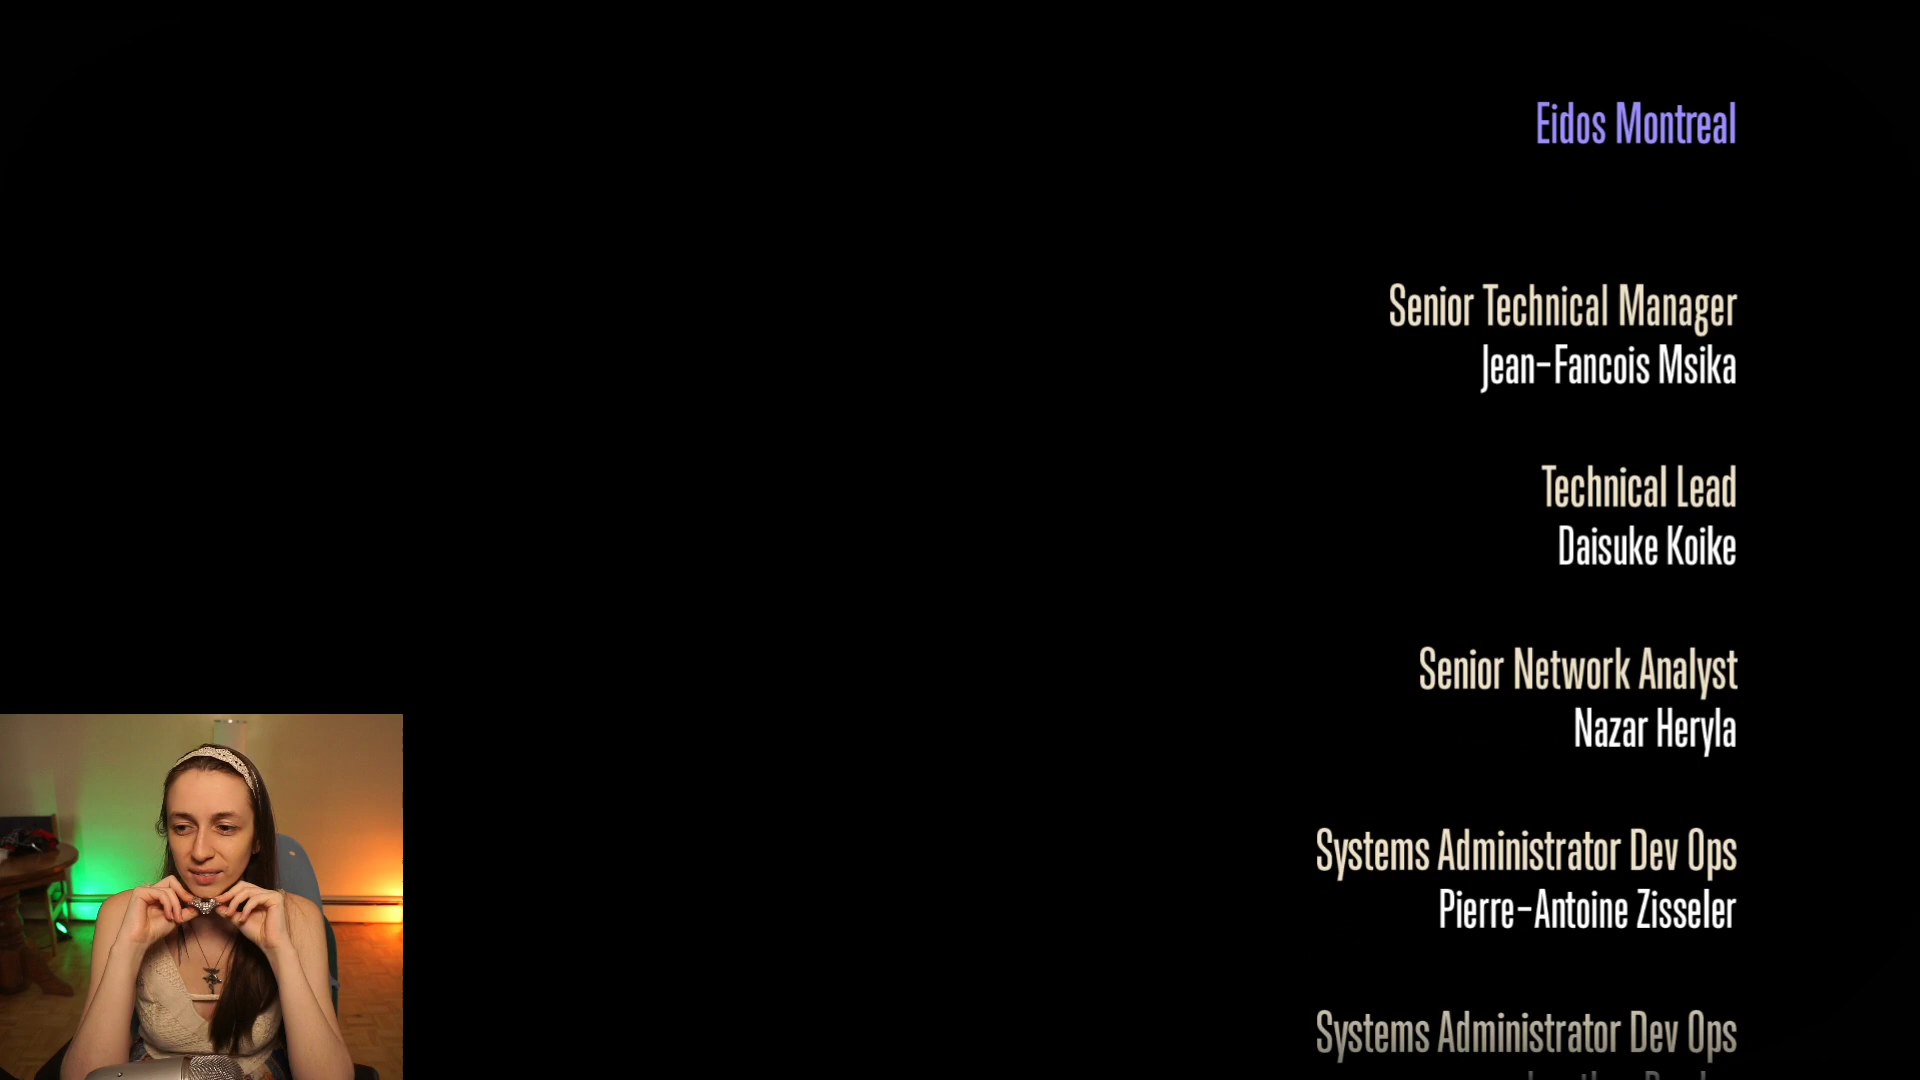 Eidos Montreal
Senior Technical Manager
Jean-Fancois Msika
Technical Lead
Daisuke Koike
Senior Network Analyst
Nazar Heryla
Systems Administrator Dev Ops
Pierre-Antoine Zisseler
Systems Administrator Dev Ops